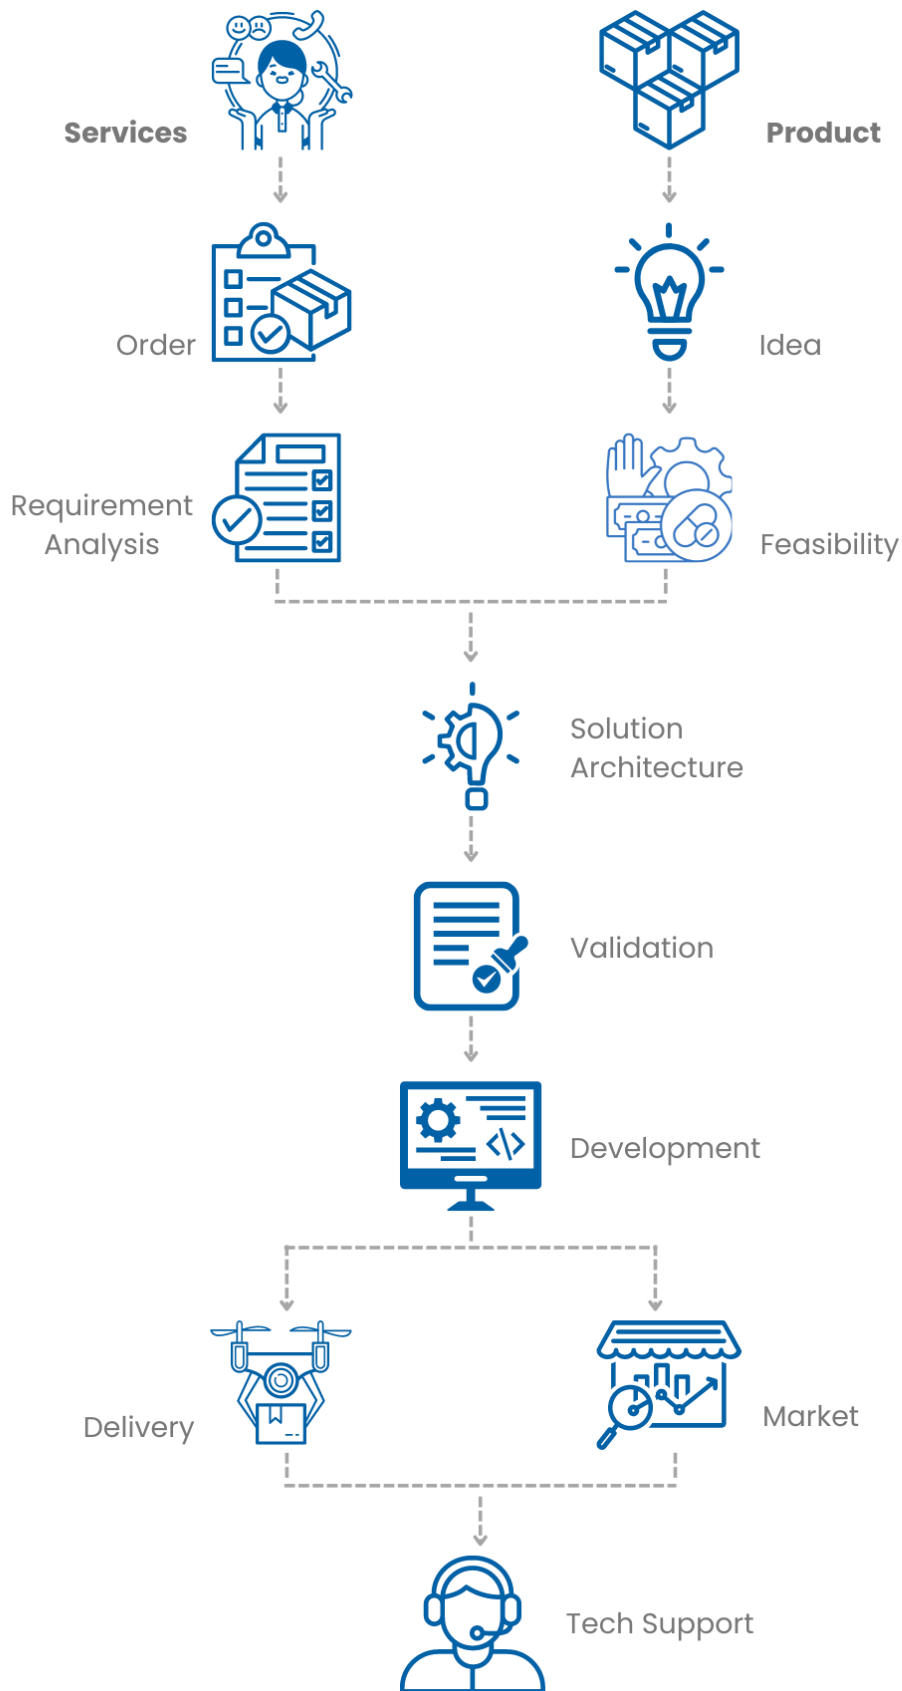 Services
Product
Order
Idea
Requirement
Analysis
Feasibility
Solution
Architecture
Validation
Development
Delivery
Market
Tech Support